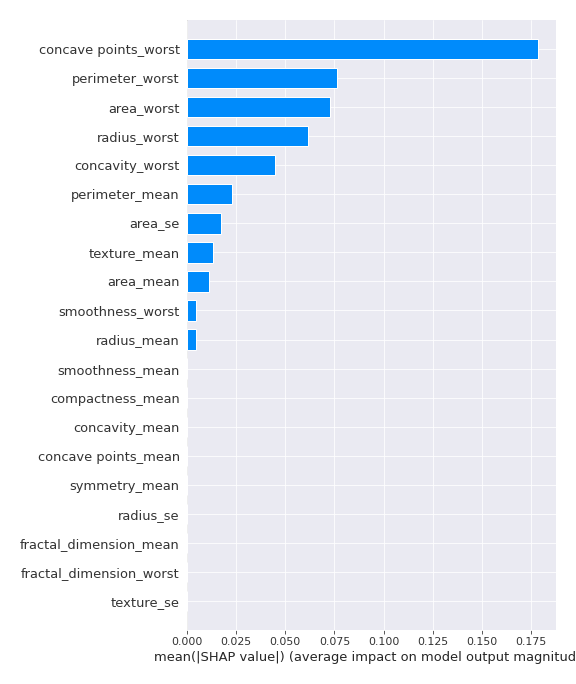 concave points_worst
perimeter_worst
area_worst
radius_worst
concavity_worst
perimeter_mean
area_se
texture_mean
area_mean
smoothness_worst
radius_mean
smoothness_mean
compactness_mean
concavity_mean
concave points_mean
symmetry_mean
radius_se
fractal_dimension_mean
fractal_dimension_worst
texture_se
0.000 0.025 0.050 0.075 0.100 0.125 0.150 0.175
mean(|SHAP value|) (average impact on model output magnitud